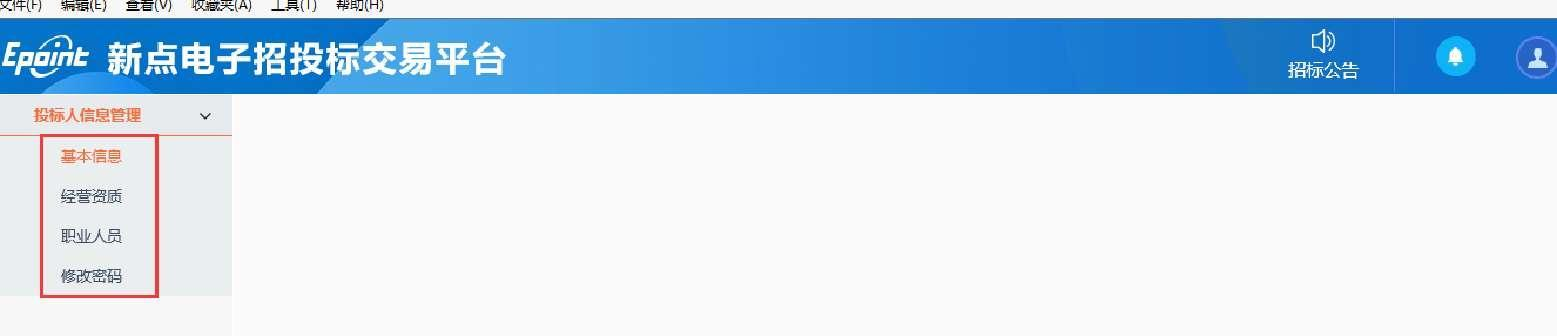 文件(F) 编辑(E) 查看(V) 收藏夹(A) 工具(T) 帮助(H)
Epoint 新点电子招投标交易平台
招标公告
投标人信息管理
基本信息
经营资质
职业人员
修改密码